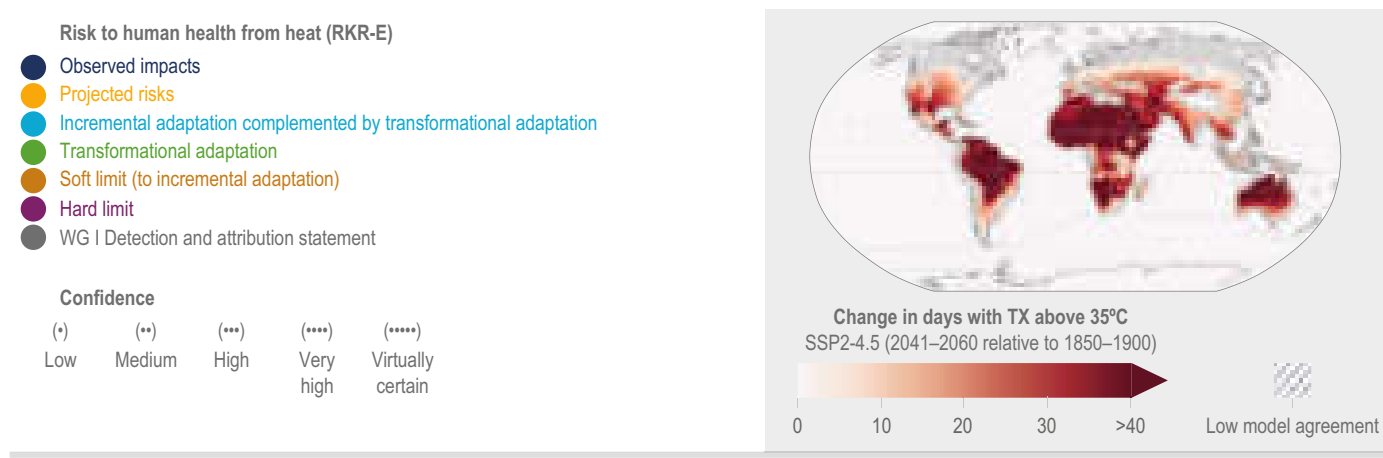 Risk to human health from heat (RKR-E)
Observed impacts
Projected risks
Incremental adaptation complemented by transformational adaptation
Transformational adaptation
Soft limit (to incremental adaptation)
Hard limit
WG I Detection and attribution statement
Confidence
(•) (••) (•••) (••••) (•••••)
Low Medium High Very Virtually
high certain
Change in days with TX above 35ºC
SSP2-4.5 (2041–2060 relative to 1850–1900)
0 10 20 30 >40 Low model agreement